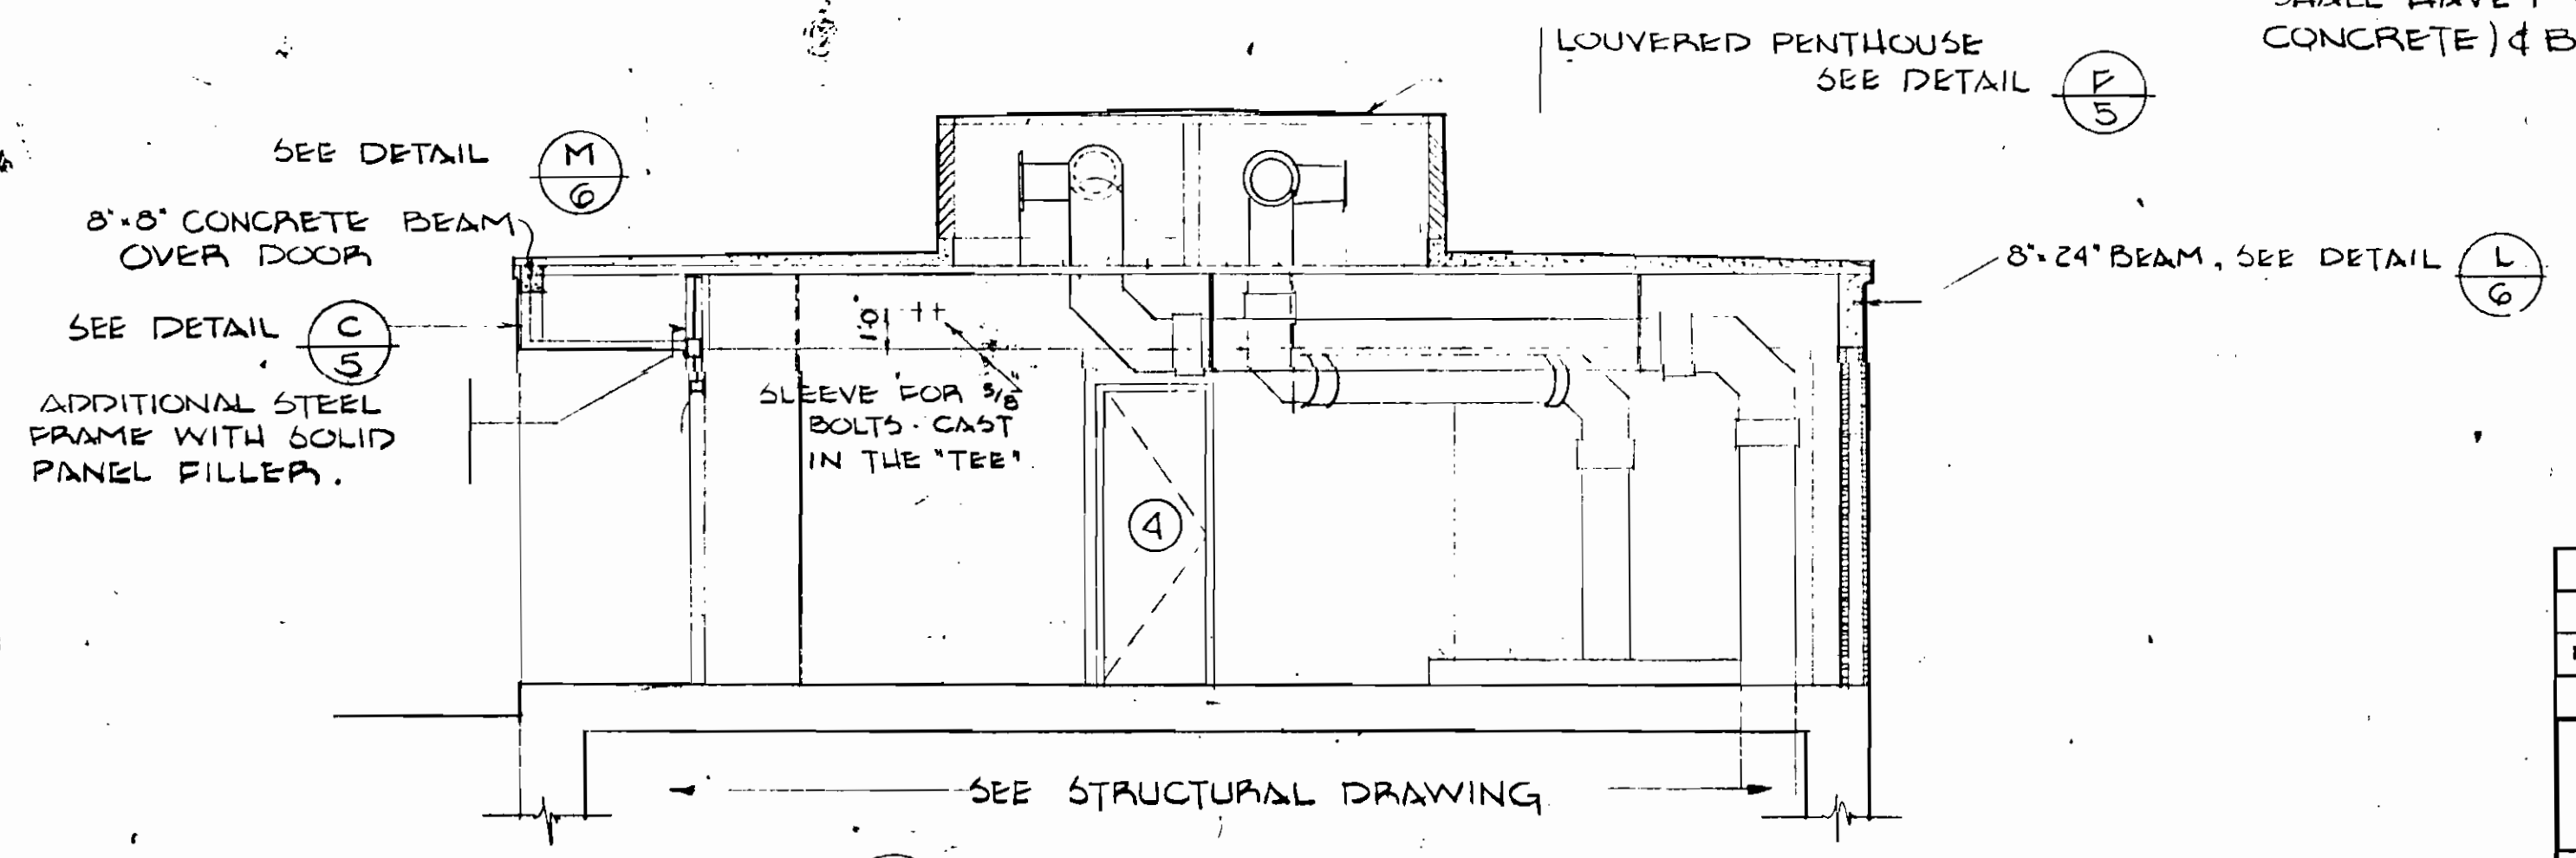 CONCRETE) & B
LOUVERED PENTHOUSE
SEE DETAIL F/5
SEE DETAIL M/6
8"x8" CONCRETE BEAM
OVER DOOR
8"x24" BEAM, SEE DETAIL L/6
SEE DETAIL C/5
ADDITIONAL STEEL
FRAME WITH SOLID
PANEL FILLER.
SLEEVE FOR 5/8"
BOLTS. CAST
IN THE "TEE".
4
SEE STRUCTURAL DRAWING